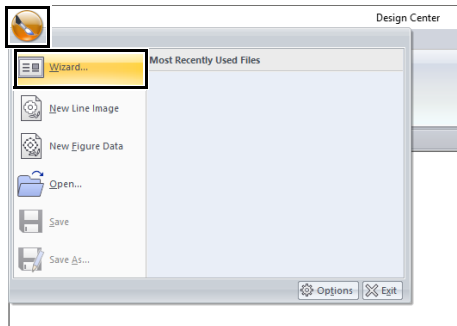 Design Center
Most Recently Used Files
Wizard...
New Line Image
New Figure Data
Open...
Save
Save As...
Options
Exit